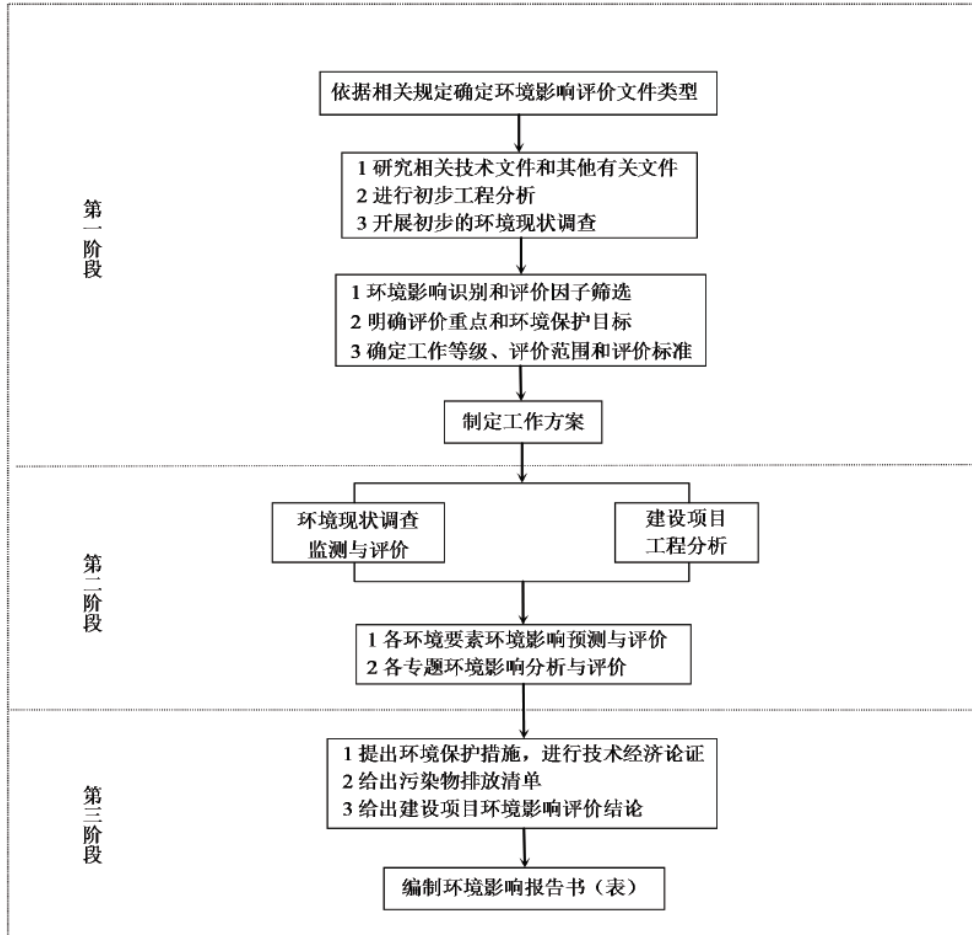 依据相关规定确定环境影响评价文件类型
1 研究相关技术文件和其他有关文件
2 进行初步工程分析
3 开展初步的环境现状调查
第一阶段
1 环境影响识别和评价因子筛选
2 明确评价重点和环境保护目标
3 确定工作等级、评价范围和评价标准
制定工作方案
环境现状调查
监测与评价
建设项目
工程分析
第二阶段
1 各环境要素环境影响预测与评价
2 各专题环境影响分析与评价
1 提出环境保护措施，进行技术经济论证
2 给出污染物排放清单
3 给出建设项目环境影响评价结论
第三阶段
编制环境影响报告书（表）